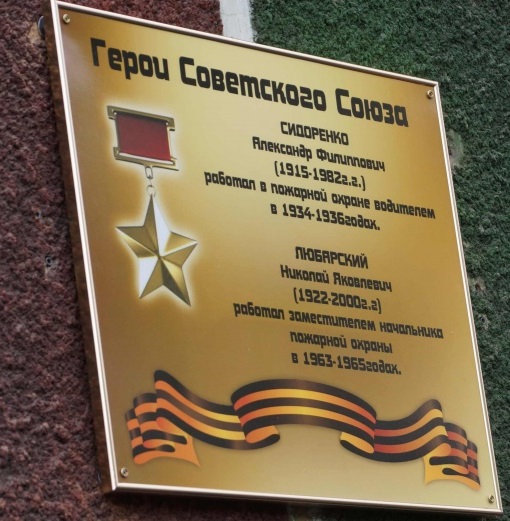 Герои Советского Союза
СИДОРЕНКО
Александр Филиппович
(1915-1982г.г.)
работал в пожарной охране водителем
в 1934-1936годах.
ЛЮБАРСКИЙ
Николай Яковлевич
(1922-2000г.г)
работал заместителем начальника
пожарной охраны
в 1963-1965годах.